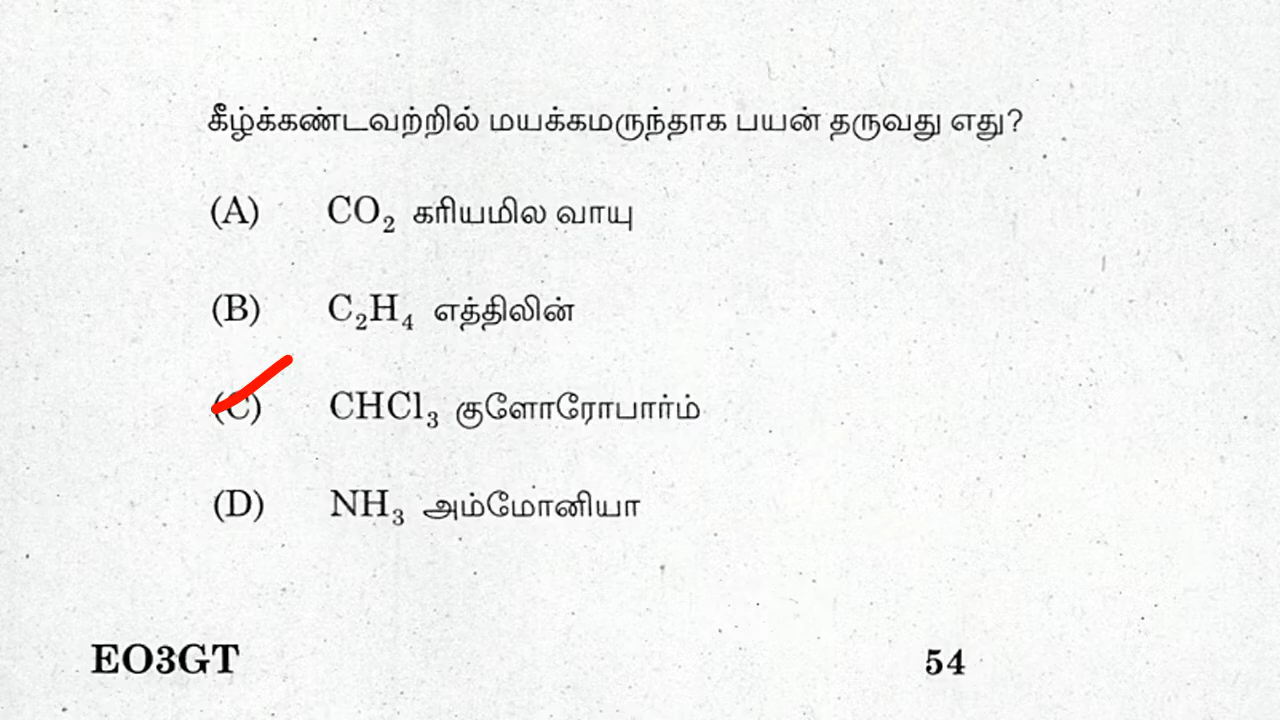 கீழ்க்கண்டவற்றில் மயக்கமருந்தாக பயன் தருவது எது?
(A) CO₂ கரியமில வாயு
(B) C₂H₄ எத்திலின்
(C) CHCl₃ குளோரோபார்ம்
(D) NH₃ அம்மோனியா
EO3GT 54